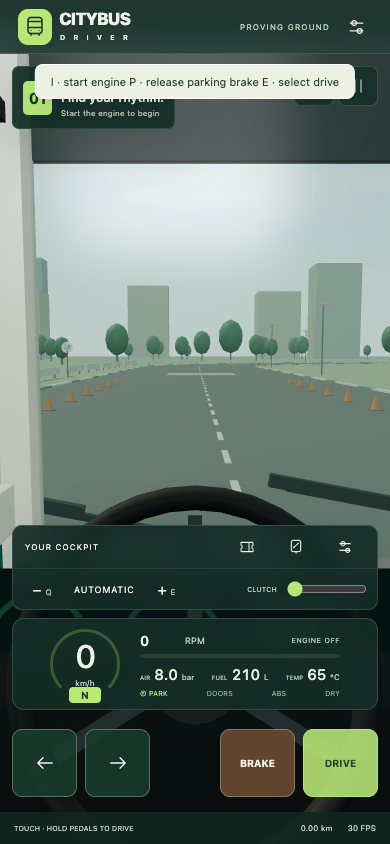 CITYBUS
DRIVER
PROVING GROUND
I · start engine P · release parking brake E · select drive
01
Find your rhythm.
Start the engine to begin
YOUR COCKPIT
− Q AUTOMATIC + E CLUTCH
0 km/h N
0 RPM ENGINE OFF
AIR 8.0 bar FUEL 210 L TEMP 65 °C
Ⓟ PARK DOORS ABS DRY
← → BRAKE DRIVE
TOUCH · HOLD PEDALS TO DRIVE 0.00 km 30 FPS